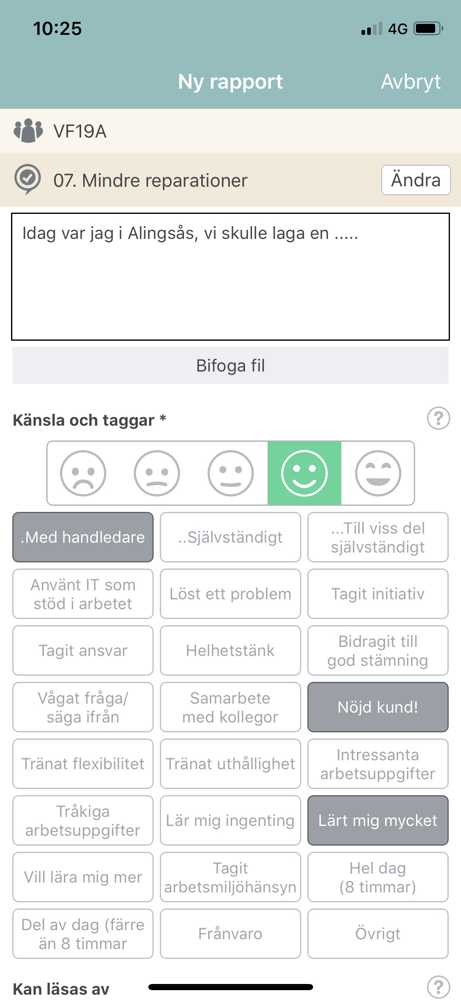 10:25 4G
Ny rapport Avbryt
VF19A
07. Mindre reparationer Ändra
Idag var jag i Alingsås, vi skulle laga en .....
Bifoga fil
Känsla och taggar * ?
.Med handledare
..Självständigt
...Till viss del
självständigt
Använt IT som
stöd i arbetet
Löst ett problem
Tagit initiativ
Tagit ansvar
Helhetstänk
Bidragit till
god stämning
Vågat fråga/
säga ifrån
Samarbete
med kollegor
Nöjd kund!
Tränat flexibilitet
Tränat uthållighet
Intressanta
arbetsuppgifter
Tråkiga
arbetsuppgifter
Lär mig ingenting
Lärt mig mycket
Vill lära mig mer
Tagit
arbetsmiljöhänsyn
Hel dag
(8 timmar)
Del av dag (färre
än 8 timmar
Frånvaro
Övrigt
Kan läsas av ?